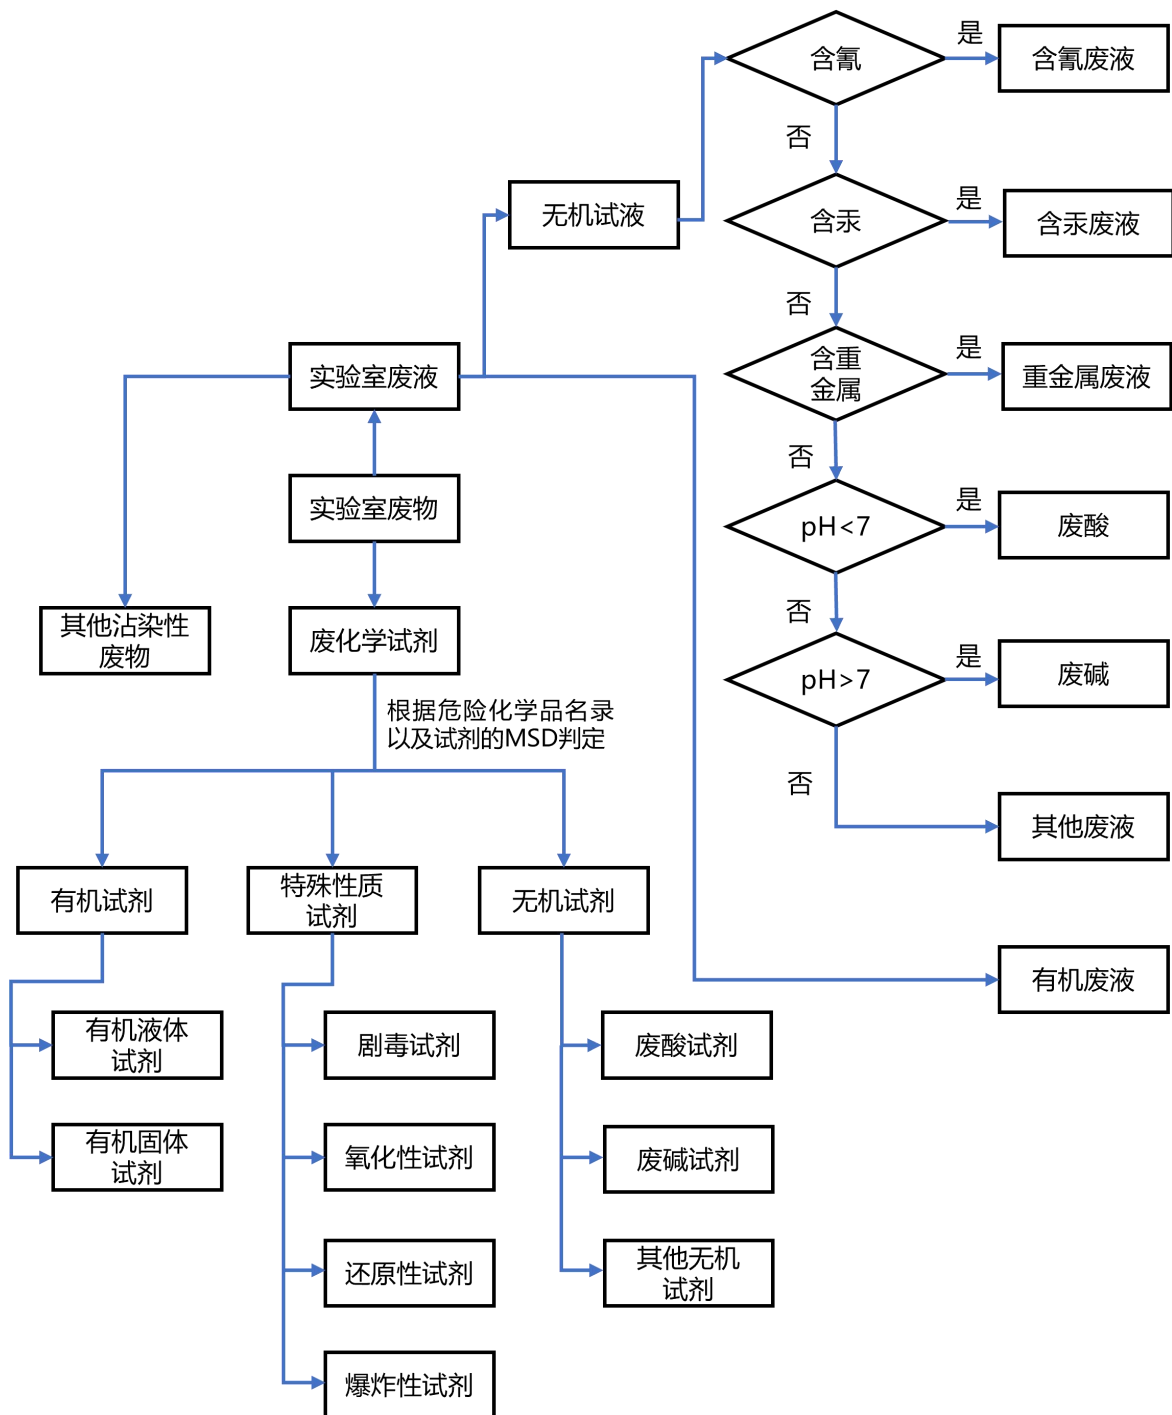 含氰
是
含氰废液
否
无机试液
含汞
是
含汞废液
否
实验室废液
含重
金属
是
重金属废液
否
实验室废物
pH<7
是
废酸
否
其他沾染性
废物
废化学试剂
pH>7
是
废碱
根据危险化学品名录
以及试剂的MSD判定
否
其他废液
有机试剂
特殊性质
试剂
无机试剂
有机废液
有机液体
试剂
剧毒试剂
废酸试剂
有机固体
试剂
氧化性试剂
废碱试剂
还原性试剂
其他无机
试剂
爆炸性试剂